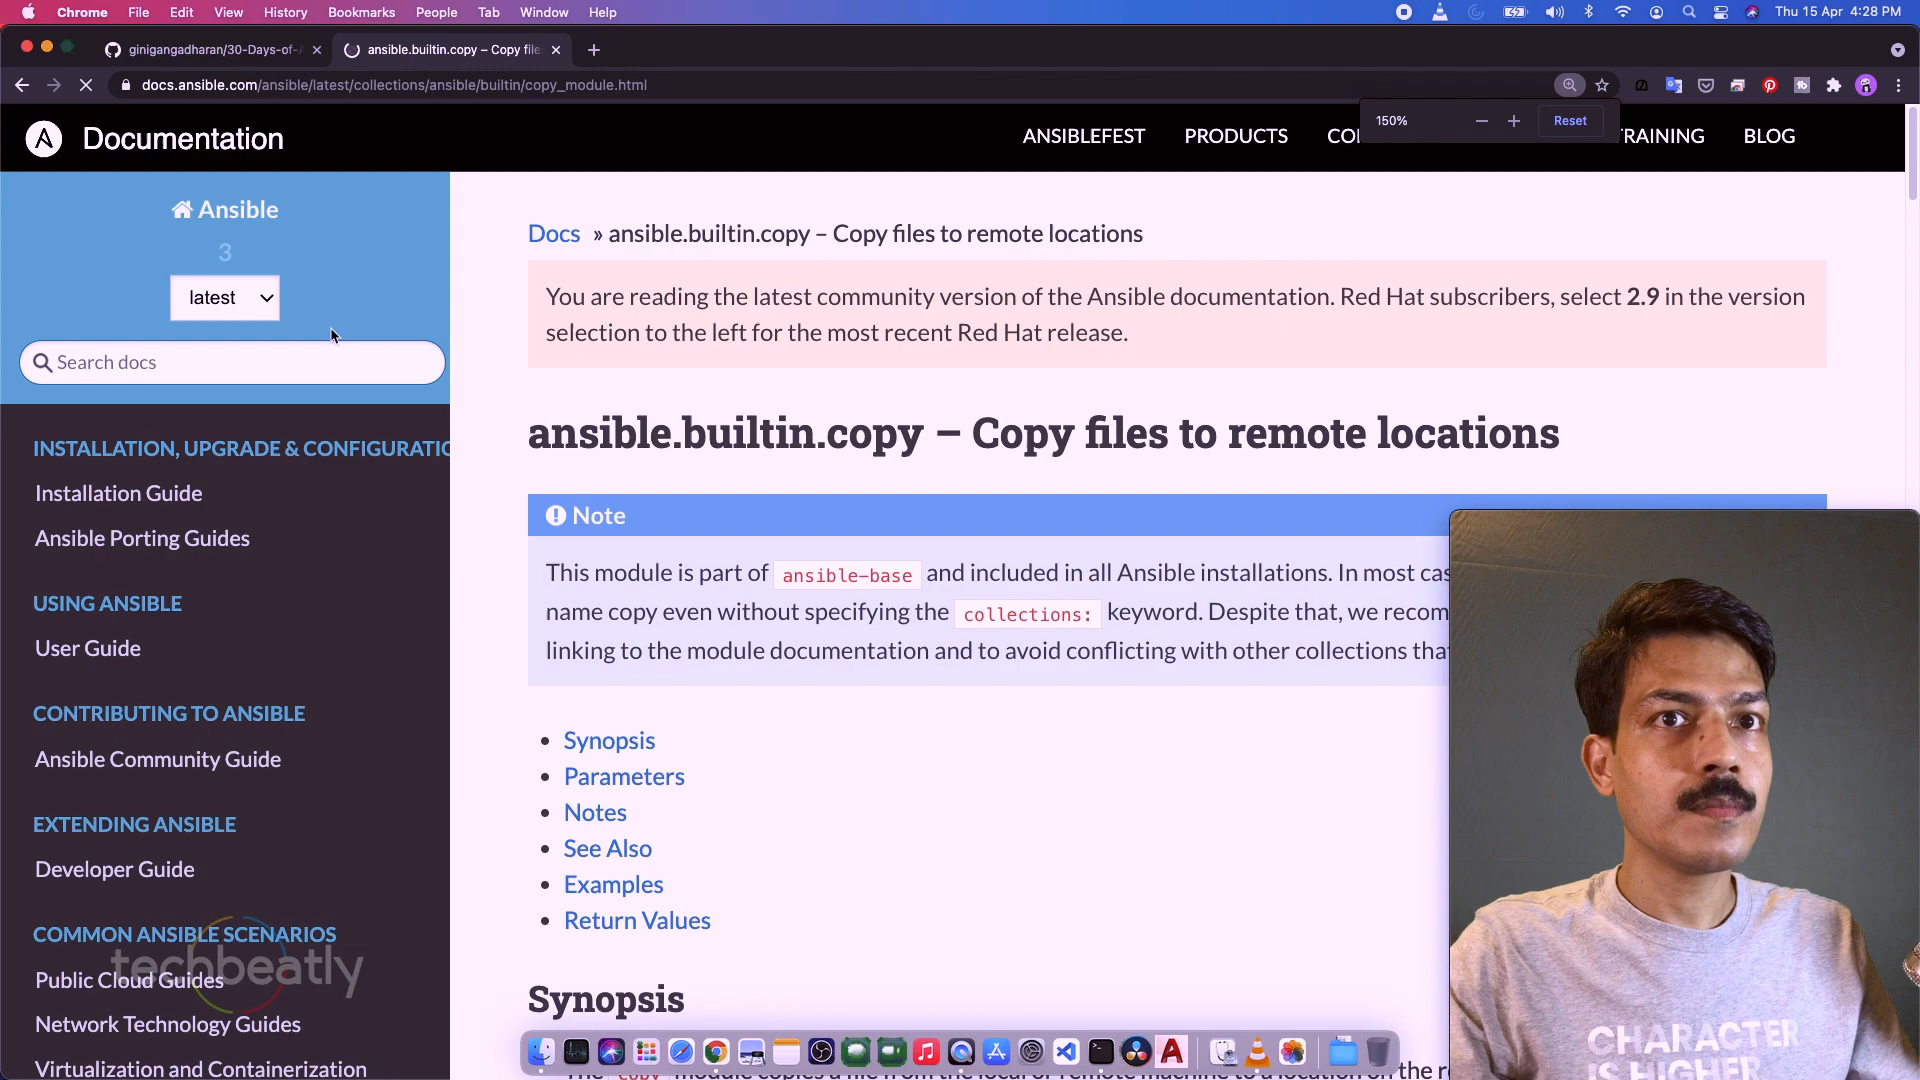 Chrome File Edit View History Bookmarks People Tab Window Help
Thu 15 Apr 4:28 PM
ginigangadharan/30-Days-of-
ansible.builtin.copy – Copy file
docs.ansible.com/ansible/latest/collections/ansible/builtin/copy_module.html
150%
Reset
Documentation
ANSIBLEFEST PRODUCTS
BLOG
Ansible
3
latest
Search docs
INSTALLATION, UPGRADE & CONFIGURATIO
Installation Guide
Ansible Porting Guides
USING ANSIBLE
User Guide
CONTRIBUTING TO ANSIBLE
Ansible Community Guide
EXTENDING ANSIBLE
Developer Guide
COMMON ANSIBLE SCENARIOS
Public Cloud Guides
Network Technology Guides
Virtualization and Containerization
techbeatly
Docs » ansible.builtin.copy – Copy files to remote locations
You are reading the latest community version of the Ansible documentation. Red Hat subscribers, select 2.9 in the version
selection to the left for the most recent Red Hat release.
ansible.builtin.copy – Copy files to remote locations
Note
This module is part of ansible-base and included in all Ansible installations. In most cas
name copy even without specifying the collections: keyword. Despite that, we recom
linking to the module documentation and to avoid conflicting with other collections tha
Synopsis
Parameters
Notes
See Also
Examples
Return Values
Synopsis
CHARACTER
IS HIGHER